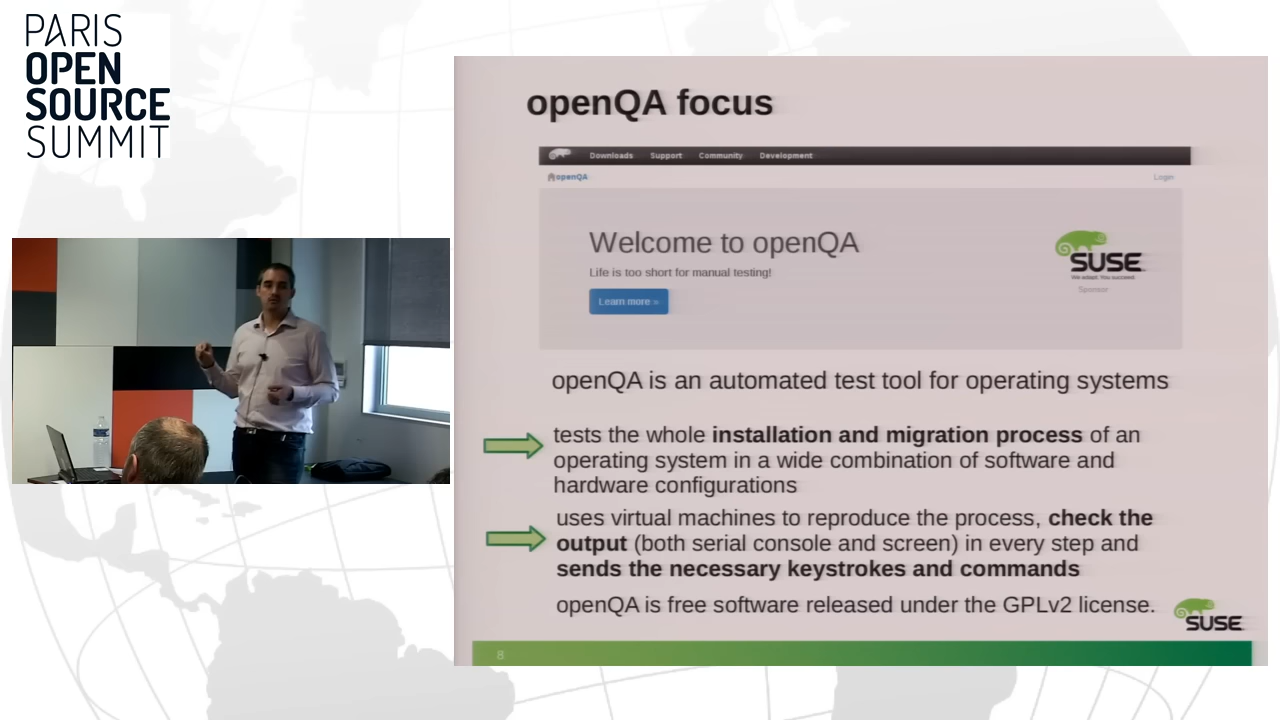 PARIS
OPEN
SOURCE
SUMMIT
openQA focus
Downloads Support Community Development
openQA
Login
Welcome to openQA
Life is too short for manual testing!
Learn more »
SUSE
We adapt. You succeed.
Sponsor
openQA is an automated test tool for operating systems
tests the whole installation and migration process of an
operating system in a wide combination of software and
hardware configurations
uses virtual machines to reproduce the process, check the
output (both serial console and screen) in every step and
sends the necessary keystrokes and commands
openQA is free software released under the GPLv2 license.
SUSE
8